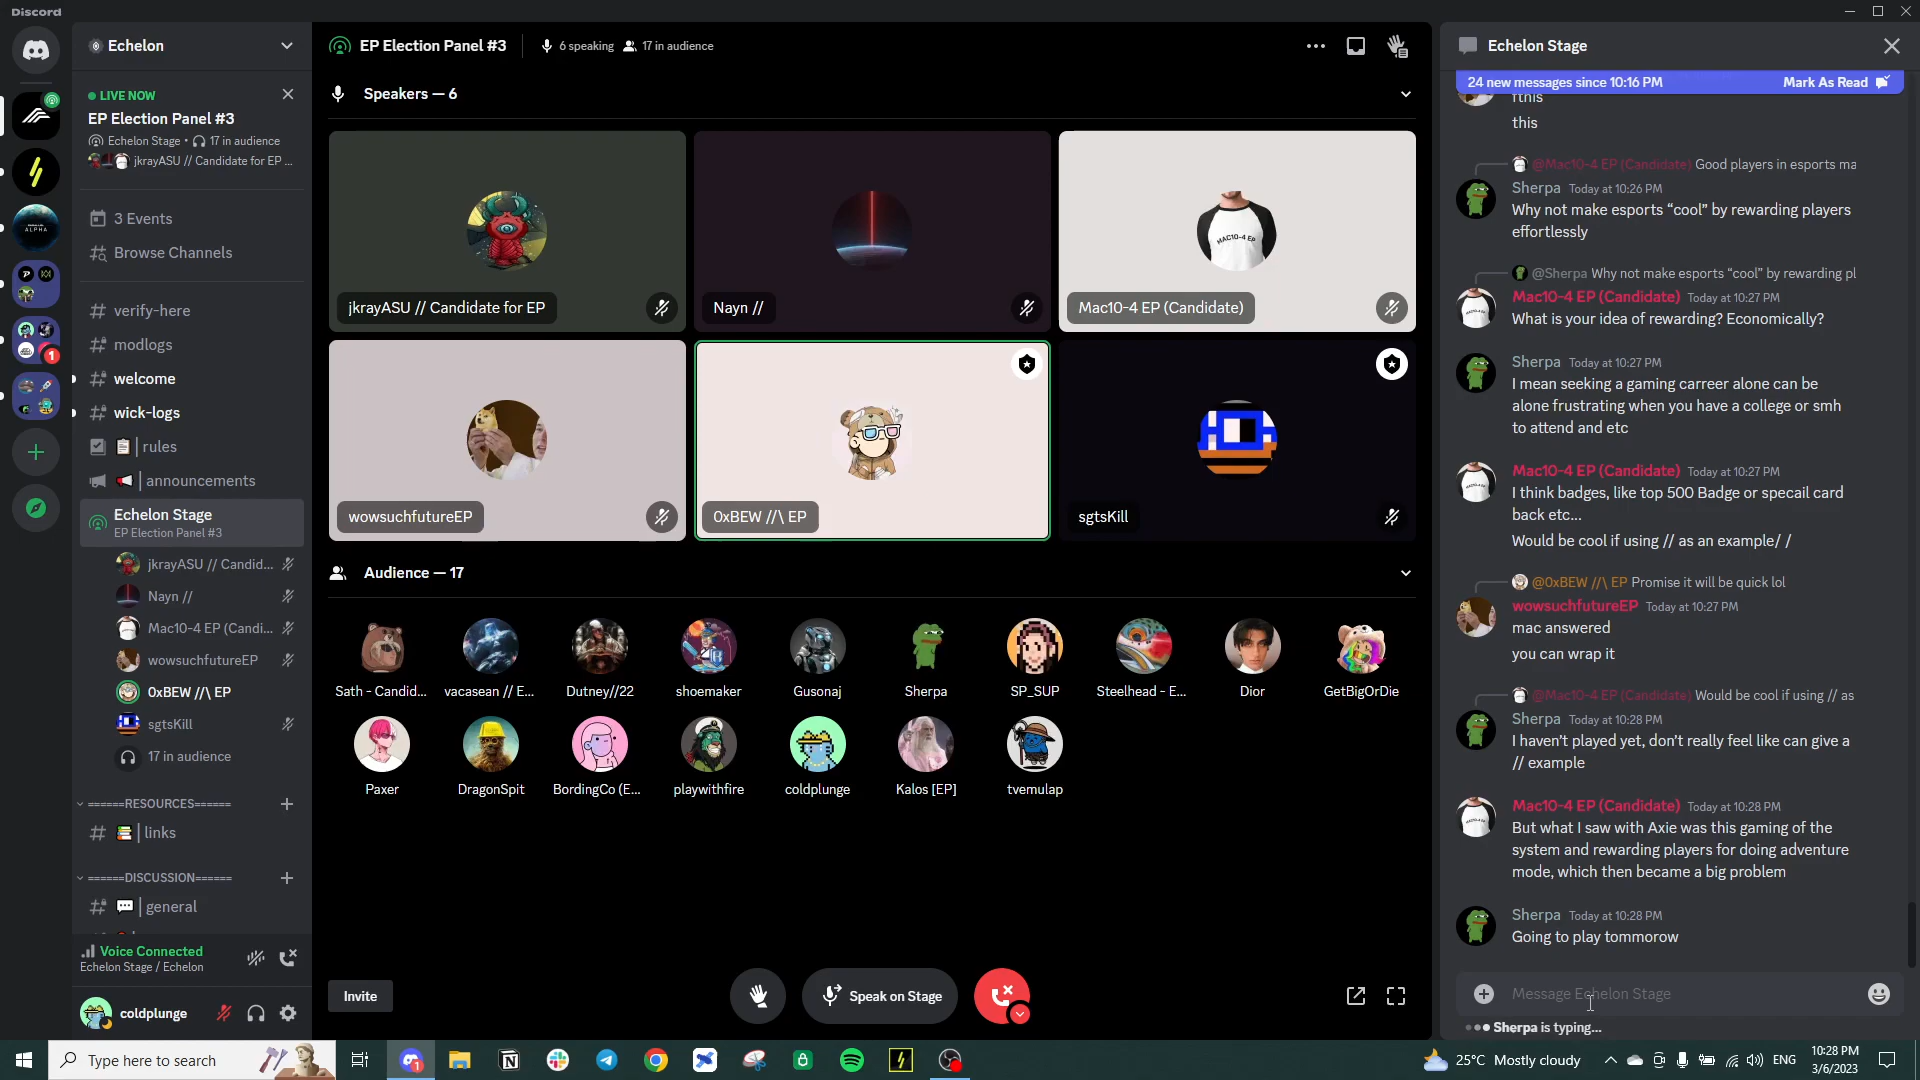 Discord
Echelon
LIVE NOW
EP Election Panel #3
Echelon Stage • 17 in audience
jkrayASU // Candidate for EP ...
3 Events
Browse Channels
verify-here
modlogs
welcome
wick-logs
rules
announcements
Echelon Stage
EP Election Panel #3
jkrayASU // Candid...
Nayn //
Mac10-4 EP (Candi...
wowsuchfutureEP
0xBEW //\ EP
sgtsKill
17 in audience
======RESOURCES======
links
======DISCUSSION======
general
Voice Connected
Echelon Stage / Echelon
coldplunge
EP Election Panel #3
6 speaking 17 in audience
Speakers — 6
jkrayASU // Candidate for EP
Nayn //
MAC10-4 EP
Mac10-4 EP (Candidate)
wowsuchfutureEP
0xBEW //\ EP
sgtsKill
Audience — 17
Sath - Candid...
vacasean // E...
Dutney//22
shoemaker
Gusonaj
Sherpa
SP_SUP
Steelhead - E...
Dior
GetBigOrDie
Paxer
DragonSpit
BordingCo (E...
playwithfire
coldplunge
Kalos [EP]
tvemulap
Invite
Speak on Stage
Echelon Stage
24 new messages since 10:16 PM Mark As Read
fthis
this
@Mac10-4 EP (Candidate) Good players in esports ma
Sherpa Today at 10:26 PM
Why not make esports “cool” by rewarding players
effortlessly
@Sherpa Why not make esports “cool” by rewarding pl
Mac10-4 EP (Candidate) Today at 10:27 PM
What is your idea of rewarding? Economically?
Sherpa Today at 10:27 PM
I mean seeking a gaming carreer alone can be
alone frustrating when you have a college or smh
to attend and etc
Mac10-4 EP (Candidate) Today at 10:27 PM
I think badges, like top 500 Badge or specail card
back etc...
Would be cool if using // as an example/ /
@0xBEW //\ EP Promise it will be quick lol
wowsuchfutureEP Today at 10:27 PM
mac answered
you can wrap it
@Mac10-4 EP (Candidate) Would be cool if using // as
Sherpa Today at 10:28 PM
I haven’t played yet, don’t really feel like can give a
// example
Mac10-4 EP (Candidate) Today at 10:28 PM
But what I saw with Axie was this gaming of the
system and rewarding players for doing adventure
mode, which then became a big problem
Sherpa Today at 10:28 PM
Going to play tommorow
Message Echelon Stage
Sherpa is typing...
Type here to search
25°C Mostly cloudy
ENG
10:28 PM
3/6/2023